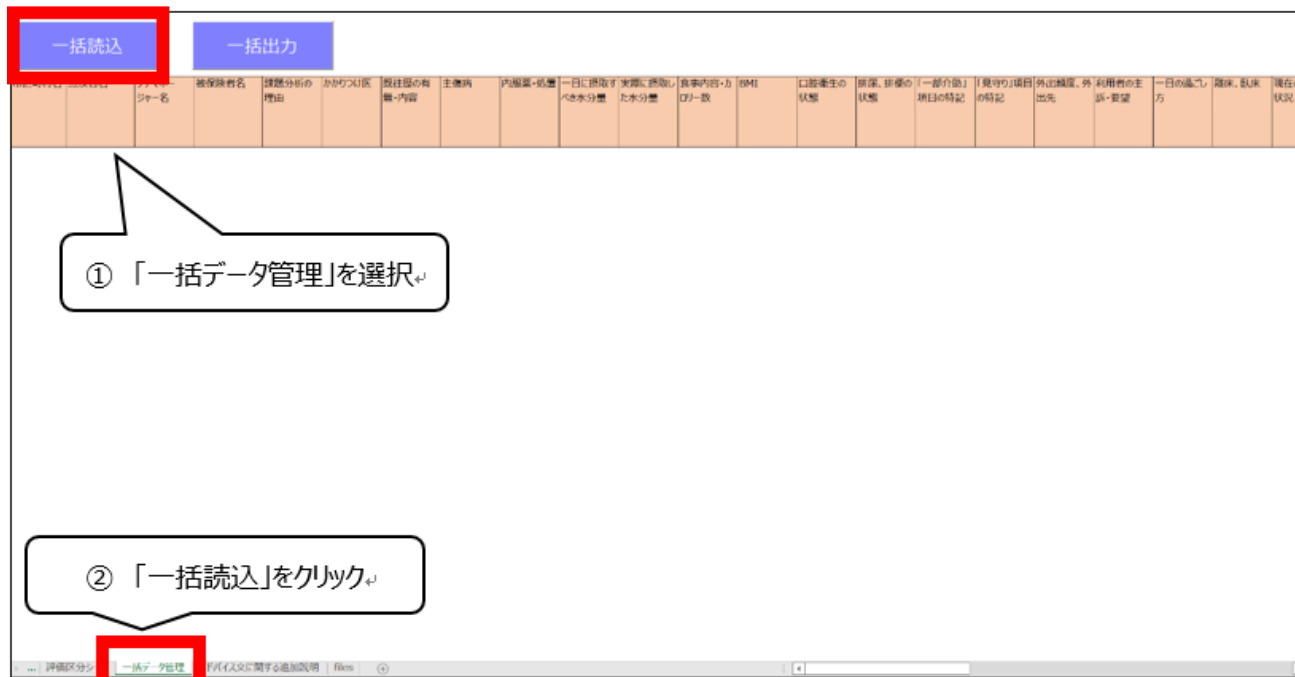 一括読込
一括出力
ジャー名
被保険者名
課題分析の
理由
かかりつけ医
既往歴の有
無・内容
主傷病
内服薬・処置
一日に摂取す
べき水分量
実際に摂取し
た水分量
食事内容・カ
ロリー数
BMI
口腔衛生の
状態
排尿、排便の
状態
「一部介助」
項目の特記
「見守り」項目
の特記
外出頻度、外
出先
利用者の主
訴・要望
一日の過ごし
方
離床、臥床
現在の
状況
① 「一括データ管理」を選択
② 「一括読込」をクリック
... 評価区分シ
一括データ管理
ドバイス文に関する追加説明
files